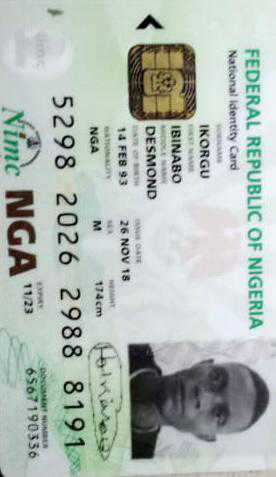 FEDERAL REPUBLIC OF NIGERIA
National Identity Card
SURNAME
IKORGU
FIRST NAME
IBINABO
MIDDLE NAME
DESMOND
DATE OF BIRTH
14 FEB 93
ISSUE DATE
26 NOV 18
NATIONALITY
NGA
SEX
M
HEIGHT
174cm
5298 2026 2988 8191
Nimc
NGA
EXPIRY
11/23
DOCUMENT NUMBER
6567190336